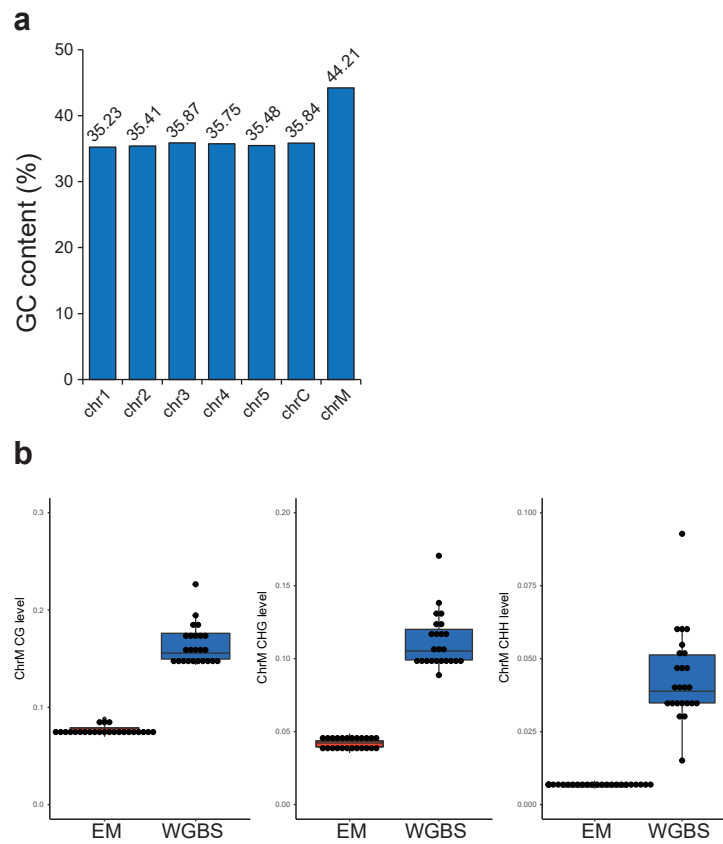 a
GC content (%)
50
40
30
20
10
0
35.23
35.41
35.87
35.75
35.48
35.84
44.21
chr1
chr2
chr3
chr4
chr5
chrC
chrM
b
ChrM CG level
0.3
0.2
0.1
0.0
EM
WGBS
ChrM CHG level
0.20
0.15
0.10
0.05
0.00
EM
WGBS
ChrM CHH level
0.100
0.075
0.050
0.025
0.000
EM
WGBS